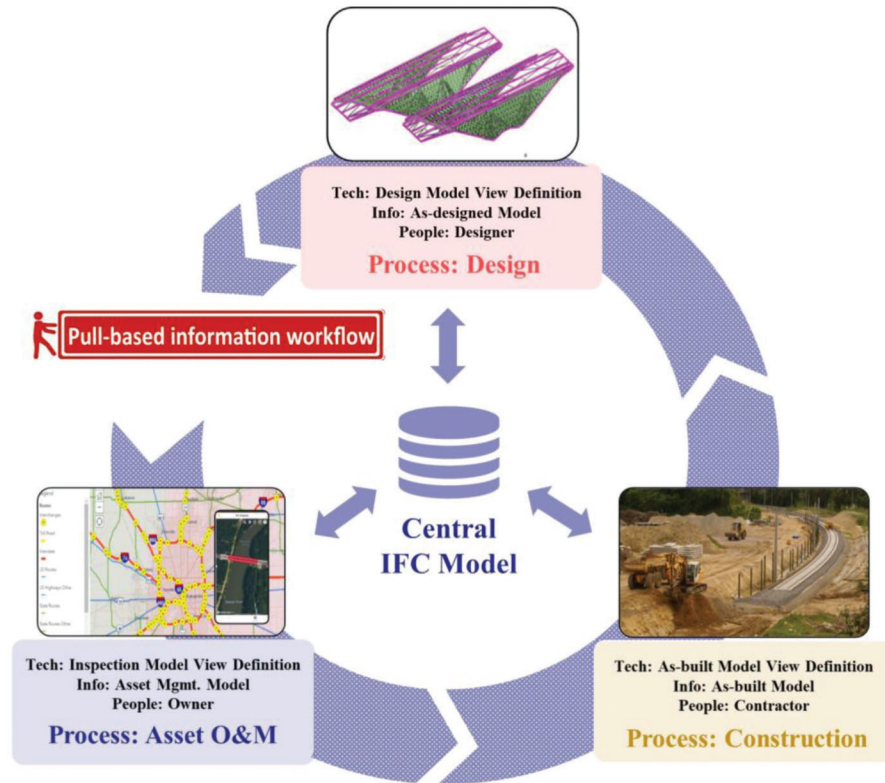 Tech: Design Model View Definition
Info: As-designed Model
People: Designer
Process: Design
Pull-based information workflow
Central
IFC Model
Tech: Inspection Model View Definition
Info: Asset Mgmt. Model
People: Owner
Process: Asset O&M
Tech: As-built Model View Definition
Info: As-built Model
People: Contractor
Process: Construction